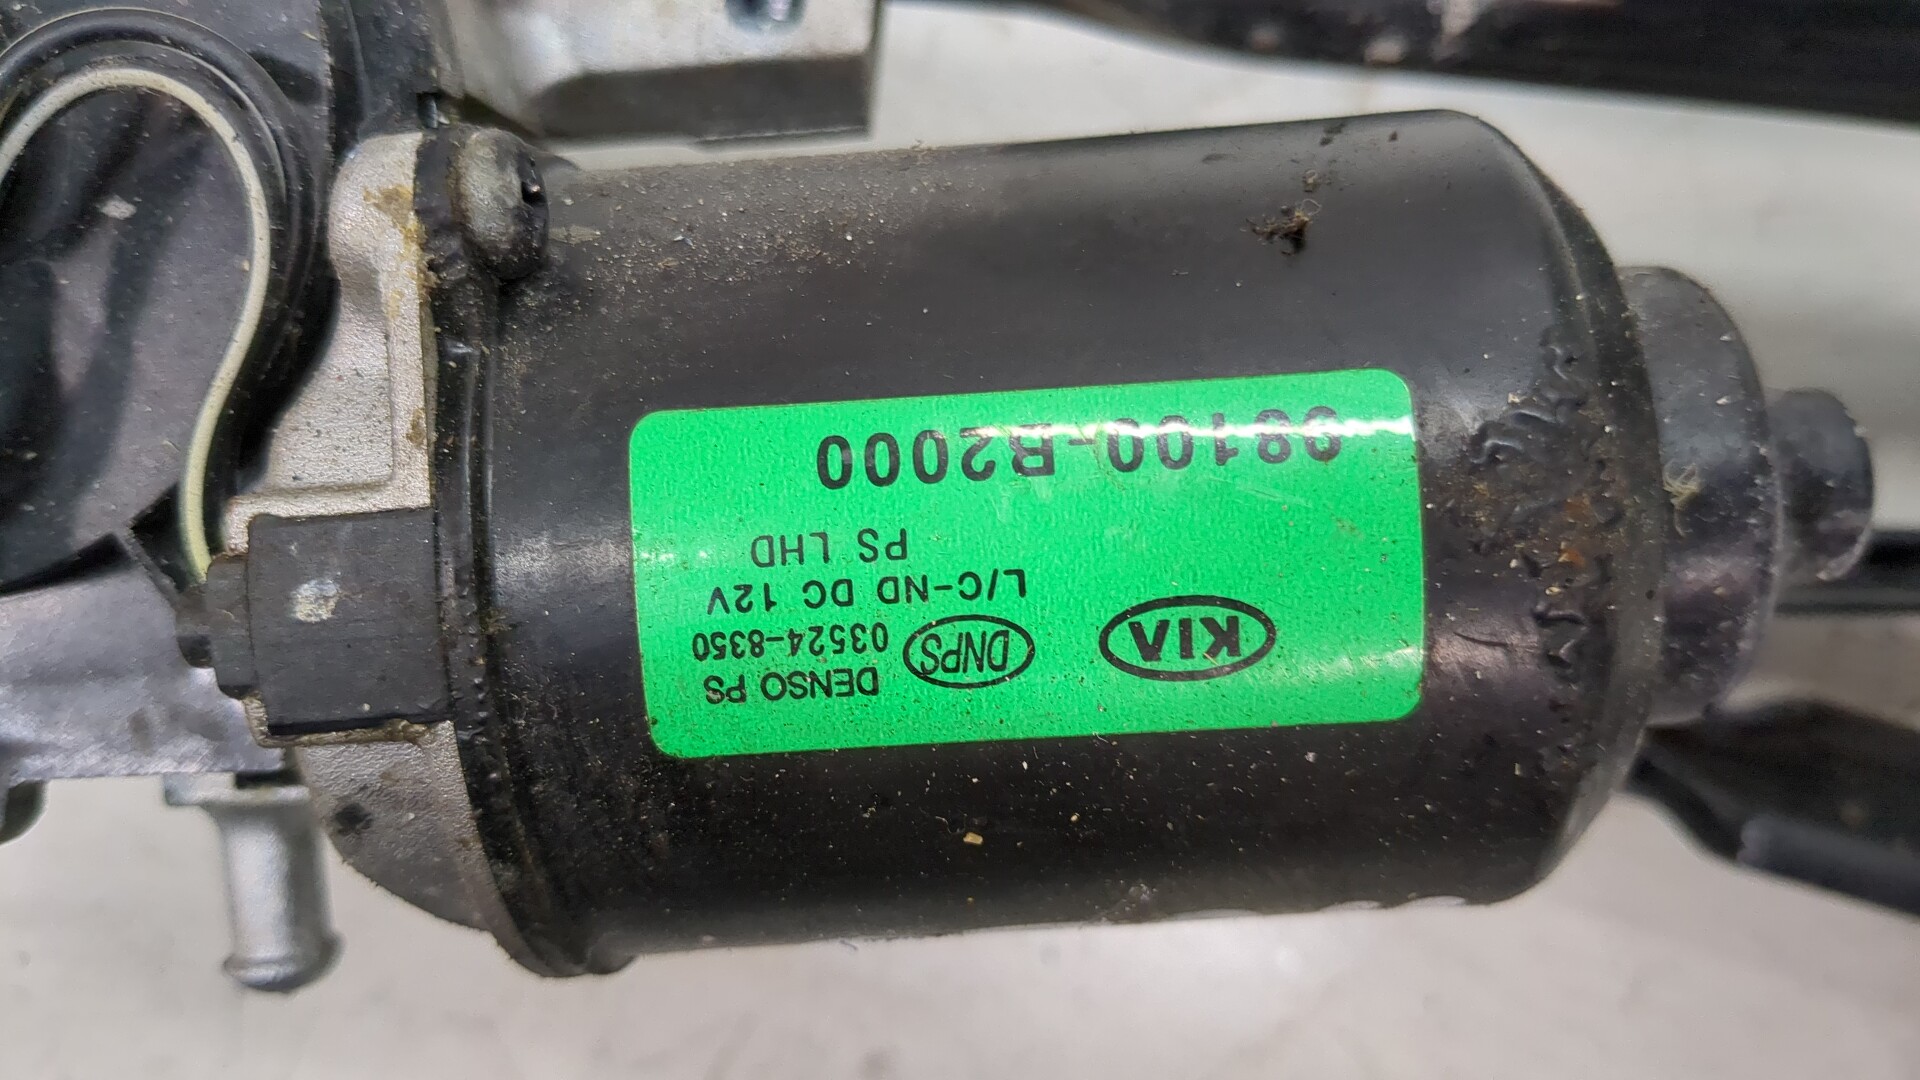 KIA
DNPS
DENSO PS
03524-8350
L/C-ND DC 12V
PS LHD
98100-B2000